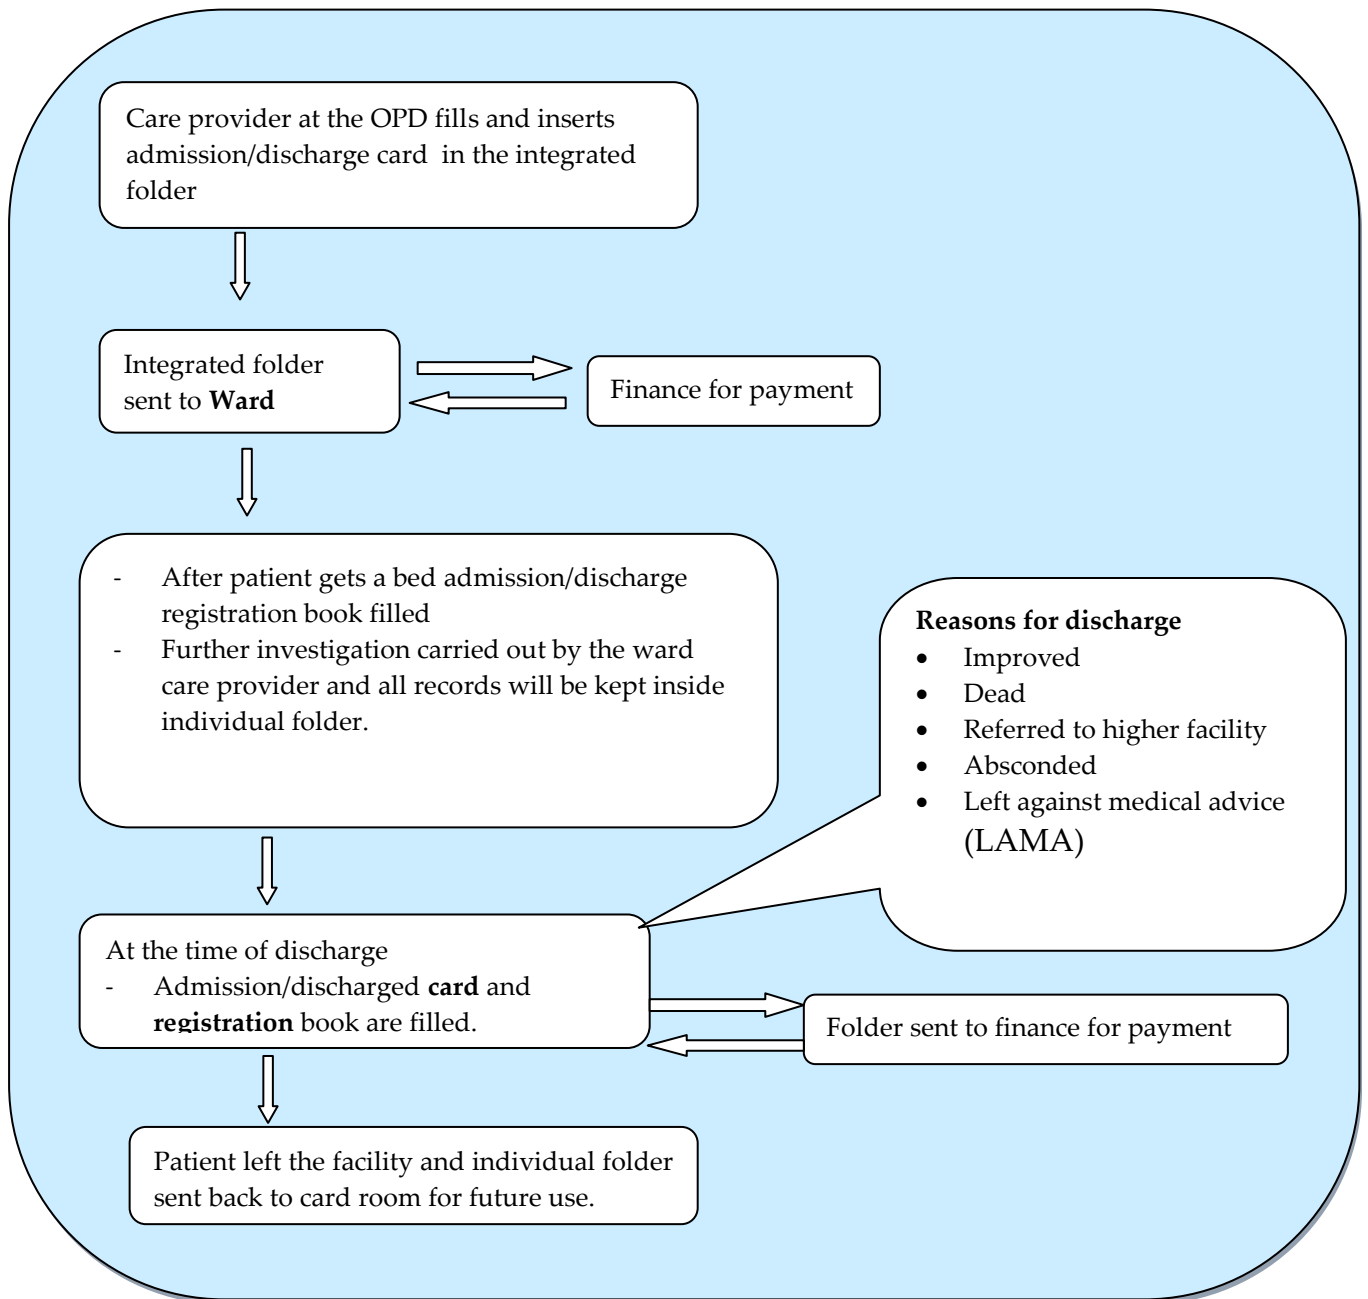 Care provider at the OPD fills and inserts
admission/discharge card in the integrated
folder
Integrated folder
sent to Ward
Finance for payment
- After patient gets a bed admission/discharge
registration book filled
- Further investigation carried out by the ward
care provider and all records will be kept inside
individual folder.
Reasons for discharge
• Improved
• Dead
• Referred to higher facility
• Absconded
• Left against medical advice
(LAMA)
At the time of discharge
- Admission/discharged card and
registration book are filled.
Folder sent to finance for payment
Patient left the facility and individual folder
sent back to card room for future use.